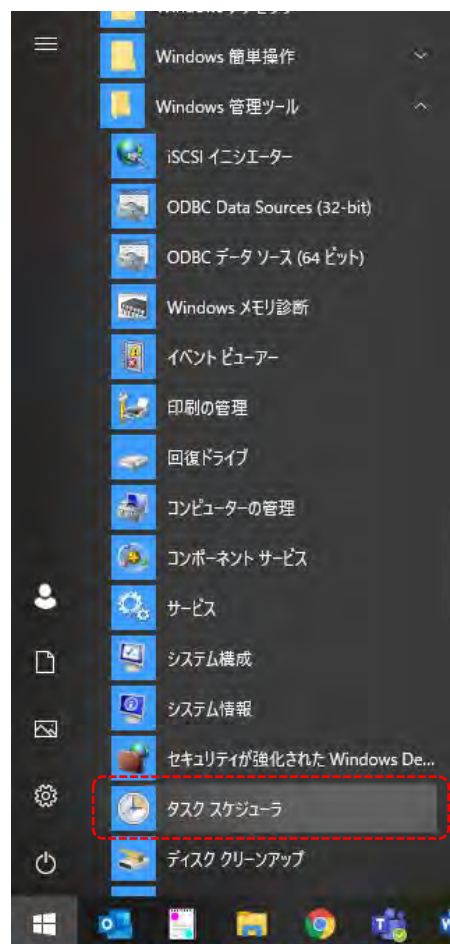 Windows 簡単操作
Windows 管理ツール
iSCSI イニシエーター
ODBC Data Sources (32-bit)
ODBC データ ソース (64 ビット)
Windows メモリ診断
イベント ビューアー
印刷の管理
回復ドライブ
コンピューターの管理
コンポーネント サービス
サービス
システム構成
システム情報
セキュリティが強化された Windows De...
タスク スケジューラ
ディスク クリーンアップ